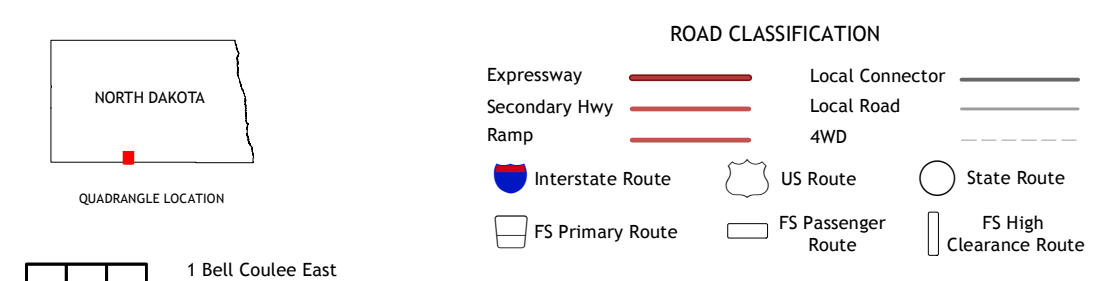 NORTH DAKOTA
QUADRANGLE LOCATION
1 Bell Coulee East
ROAD CLASSIFICATION
Expressway
Local Connector
Secondary Hwy
Local Road
Ramp
4WD
Interstate Route
US Route
State Route
FS Primary Route
FS Passenger
Route
FS High
Clearance Route